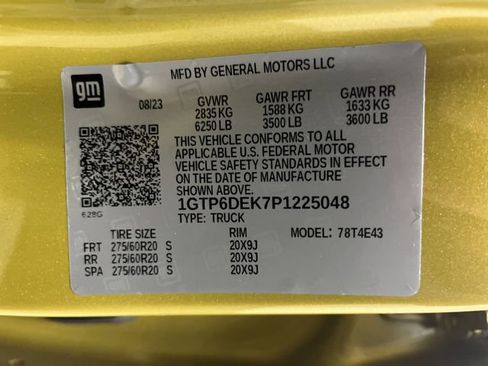 gm
MFD BY GENERAL MOTORS LLC
08/23 GVWR GAWR FRT GAWR RR
2835 KG 1588 KG 1633 KG
6250 LB 3500 LB 3600 LB
THIS VEHICLE CONFORMS TO ALL
APPLICABLE U.S. FEDERAL MOTOR
VEHICLE SAFETY STANDARDS IN EFFECT
ON THE DATE OF MANUFACTURE
SHOWN ABOVE.
628G
1GTP6DEK7P1225048
TYPE: TRUCK
TIRE SIZE RIM MODEL: 78T4E43
FRT 275/60R20 S 20X9J
RR 275/60R20 S 20X9J
SPA 275/60R20 S 20X9J